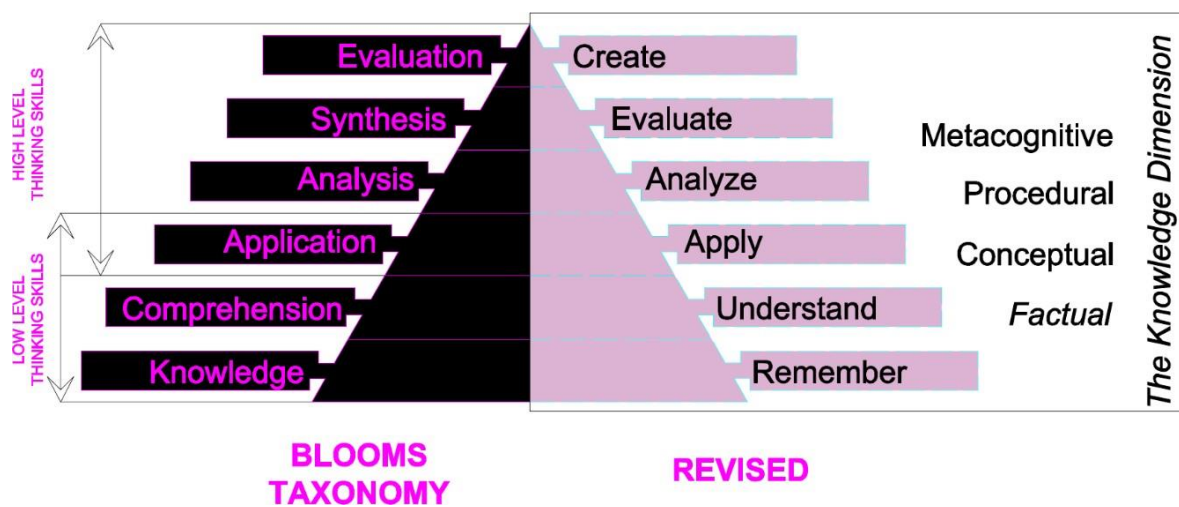 HIGH LEVEL
THINKING SKILLS
LOW LEVEL
THINKING SKILLS
Evaluation
Synthesis
Analysis
Application
Comprehension
Knowledge
Create
Evaluate
Analyze
Apply
Understand
Remember
Metacognitive
Procedural
Conceptual
Factual
The Knowledge Dimension
BLOOMS
TAXONOMY
REVISED